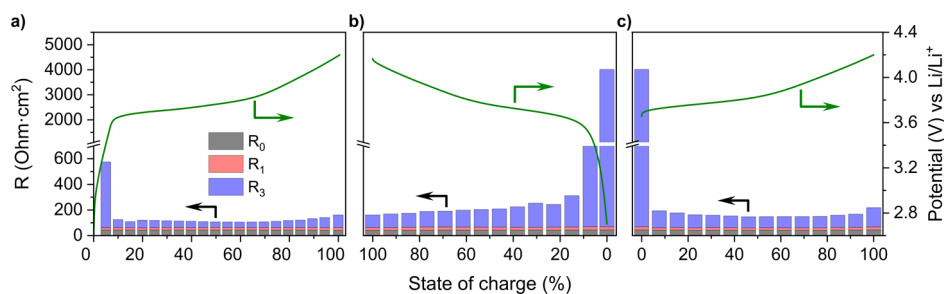 a)
b)
c)
R (Ohm·cm²)
5000
4000
3000
2000
600
400
200
0
R₀
R₁
R₃
4.4
4.0
3.6
3.2
2.8
Potential (V) vs Li/Li⁺
0 20 40 60 80 100
100 80 60 40 20 0
0 20 40 60 80 100
State of charge (%)